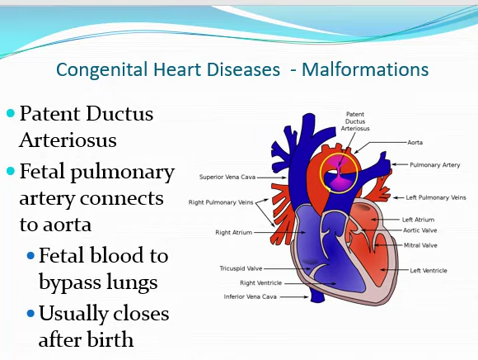 Congenital Heart Diseases - Malformations
Patent Ductus
Arteriosus
Fetal pulmonary
artery connects
to aorta
Fetal blood to
bypass lungs
Usually closes
after birth
Patent
Ductus
Arteriosus
Aorta
Pulmonary Artery
Superior Vena Cava
Left Pulmonary Veins
Right Pulmonary Veins
Left Atrium
Right Atrium
Aortic Valve
Mitral Valve
Tricuspid Valve
Left Ventricle
Right Ventricle
Inferior Vena Cava